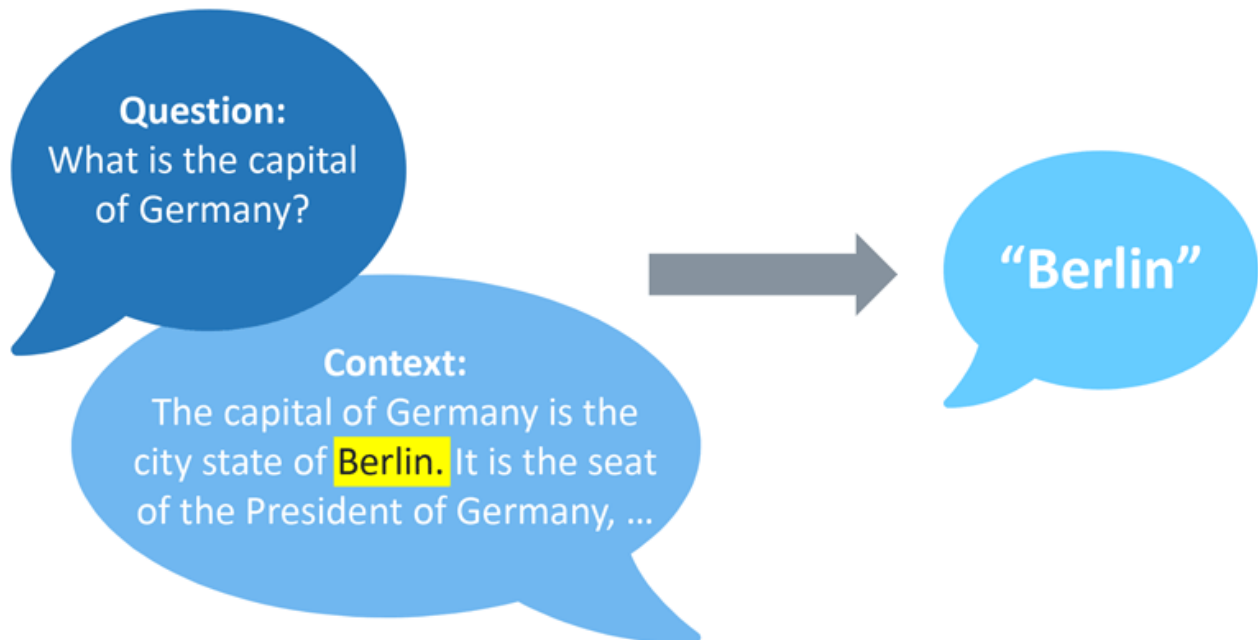 Question:
What is the capital
of Germany?
Context:
The capital of Germany is the
city state of Berlin. It is the seat
of the President of Germany, ...
“Berlin”